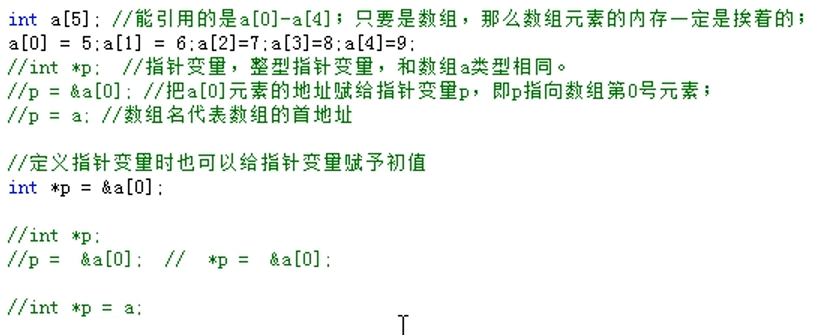 int a[5]; //能引用的是a[0]-a[4]；只要是数组，那么数组元素的内存一定是挨着的；
a[0] = 5;a[1] = 6;a[2]=7;a[3]=8;a[4]=9;
//int *p;  //指针变量，整型指针变量，和数组a类型相同。
//p = &a[0]; //把a[0]元素的地址赋给指针变量p，即p指向数组第0号元素；
//p = a; //数组名代表数组的首地址
//定义指针变量时也可以给指针变量赋予初值
int *p = &a[0];
//int *p;
//p =  &a[0];  //  *p =  &a[0];
//int *p = a;